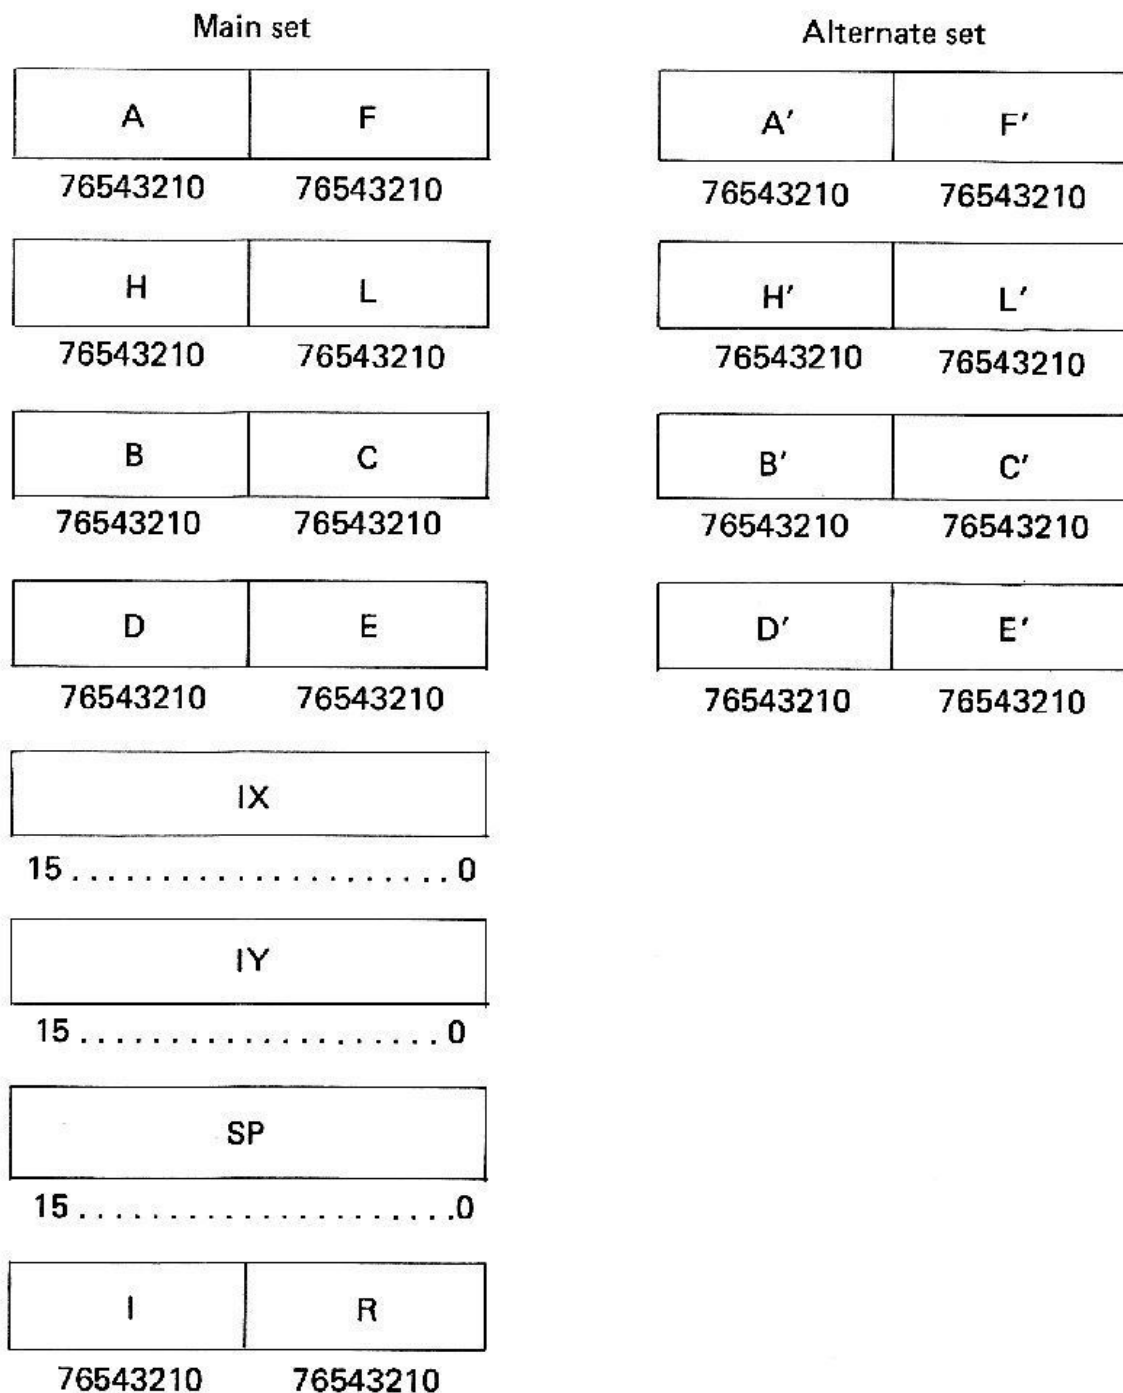 Main set Alternate set
A F A′ F′
76543210 76543210 76543210 76543210
H L H′ L′
76543210 76543210 76543210 76543210
B C B′ C′
76543210 76543210 76543210 76543210
D E D′ E′
76543210 76543210 76543210 76543210
IX
15.....................0
IY
15....................0
SP
15.....................0
I R
76543210 76543210